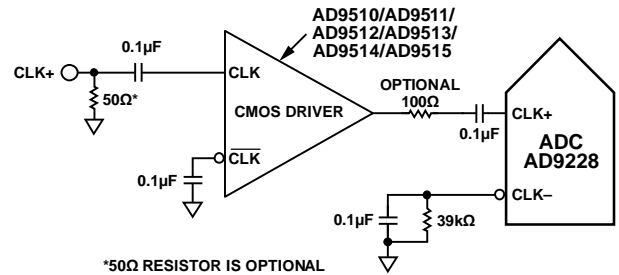 AD9510/AD9511/
AD9512/AD9513/
AD9514/AD9515
0.1µF
CLK+
50Ω*
CLK
CMOS DRIVER
CLK
0.1µF
OPTIONAL
100Ω
0.1µF
CLK+
ADC
AD9228
CLK–
0.1µF
39kΩ
*50Ω RESISTOR IS OPTIONAL